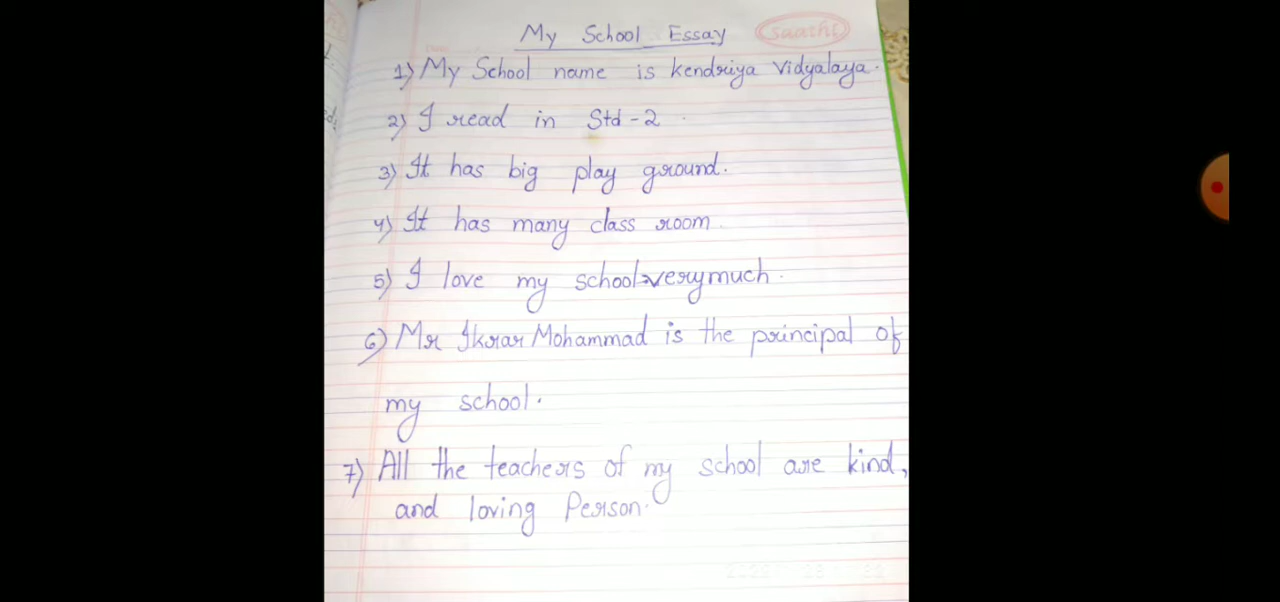 My School Essay
saathi
1) My School name is kendriya Vidyalaya.
2) I read in Std-2.
3) It has big play ground.
4) It has many class room.
5) I love my school verymuch.
6) Mr Ikrar Mohammad is the principal of
my school.
7) All the teachers of my school are kind,
and loving Person.